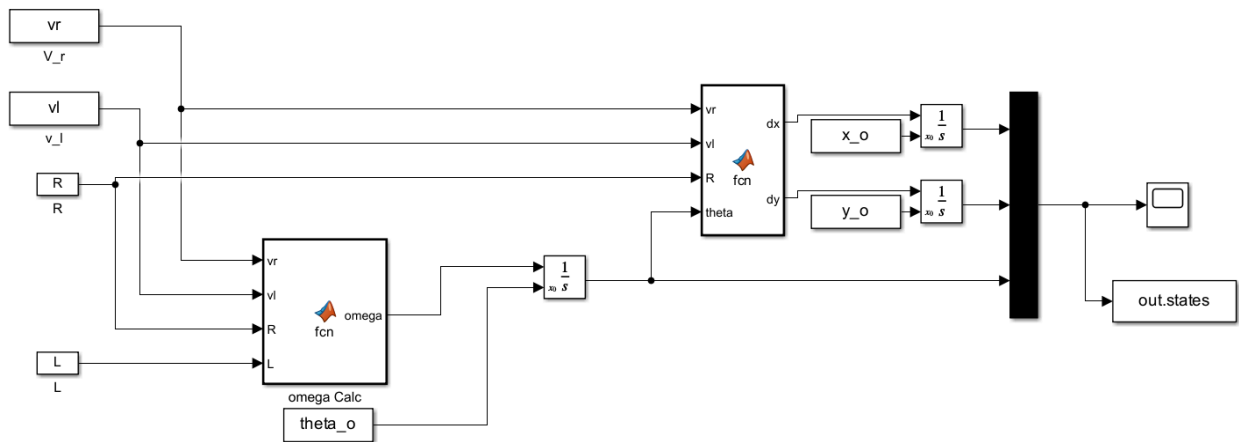 vr
V_r
vl
v_l
R
R
L
L
vr
vl
R
L
fcn
omega
omega Calc
theta_o
x₀
1
s
vr
vl
R
theta
fcn
dx
dy
x_o
x₀
1
s
y_o
x₀
1
s
out.states